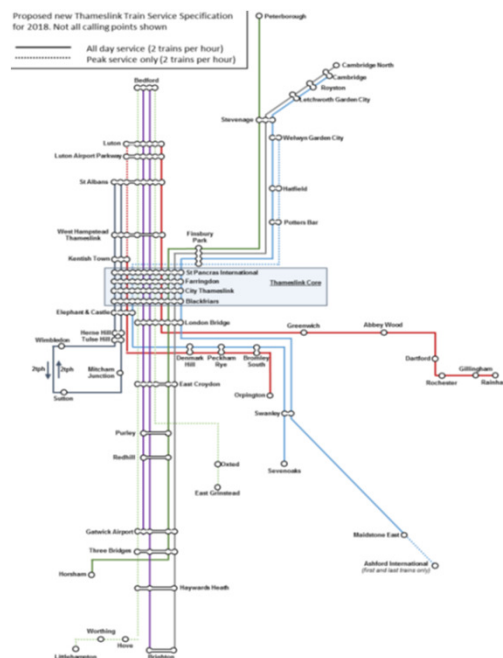 Proposed new Thameslink Train Service Specification
for 2018. Not all calling points shown
All day service (2 trains per hour)
Peak service only (2 trains per hour)
Peterborough
Cambridge North
Cambridge
Royston
Letchworth Garden City
Bedford
Stevenage
Welwyn Garden City
Luton
Luton Airport Parkway
St Albans
Hatfield
Potters Bar
West Hampstead
Thameslink
Finsbury
Park
Kentish Town
St Pancras International
Farringdon
Thameslink Core
City Thameslink
Blackfriars
Elephant & Castle
London Bridge
Greenwich
Abbey Wood
Herne Hill
Tulse Hill
Wimbledon
2tph
2tph
Mitcham
Junction
Sutton
Denmark
Hill
Peckham
Rye
Bromley
South
Dartford
Rochester
Gillingham
Rainha
Orpington
East Croydon
Swanley
Purley
Redhill
Oxted
East Grinstead
Sevenoaks
Gatwick Airport
Three Bridges
Horsham
Haywards Heath
Maidstone East
Ashford International
(first and last trains only)
Worthing
Hove
Littlehampton
Brighton